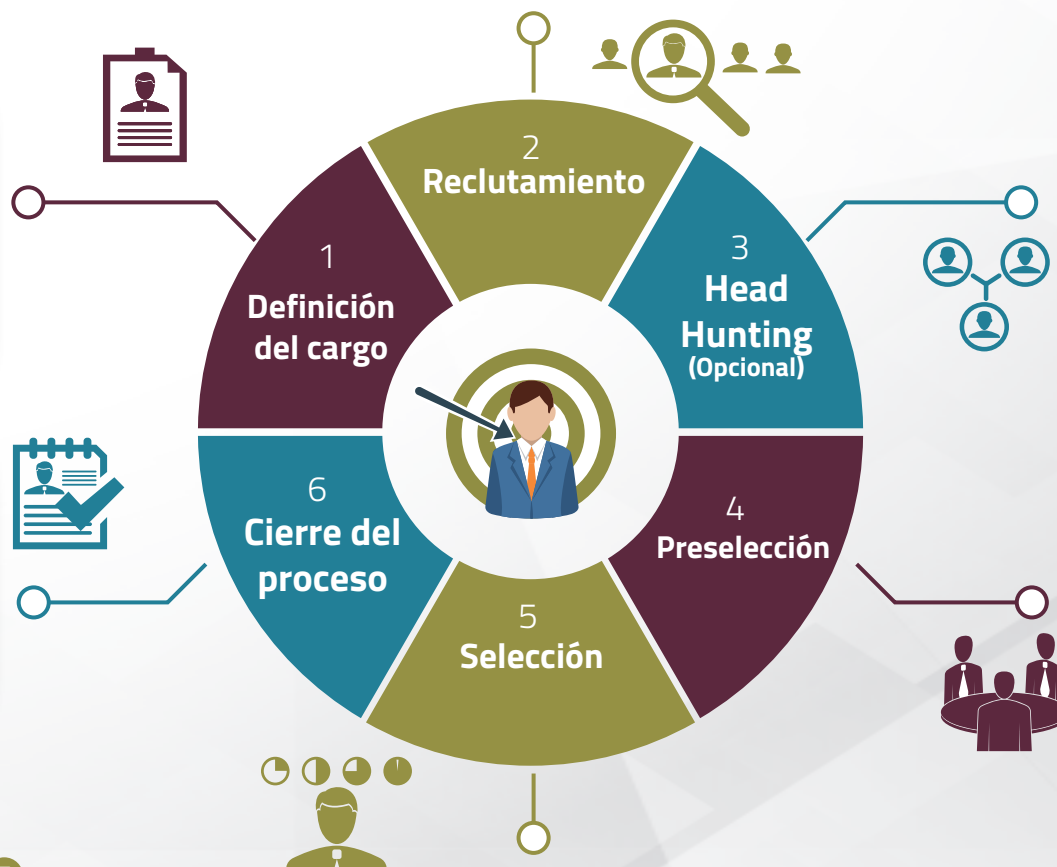 1
Definición
del cargo
2
Reclutamiento
3
Head
Hunting
(Opcional)
4
Preselección
5
Selección
6
Cierre del
proceso